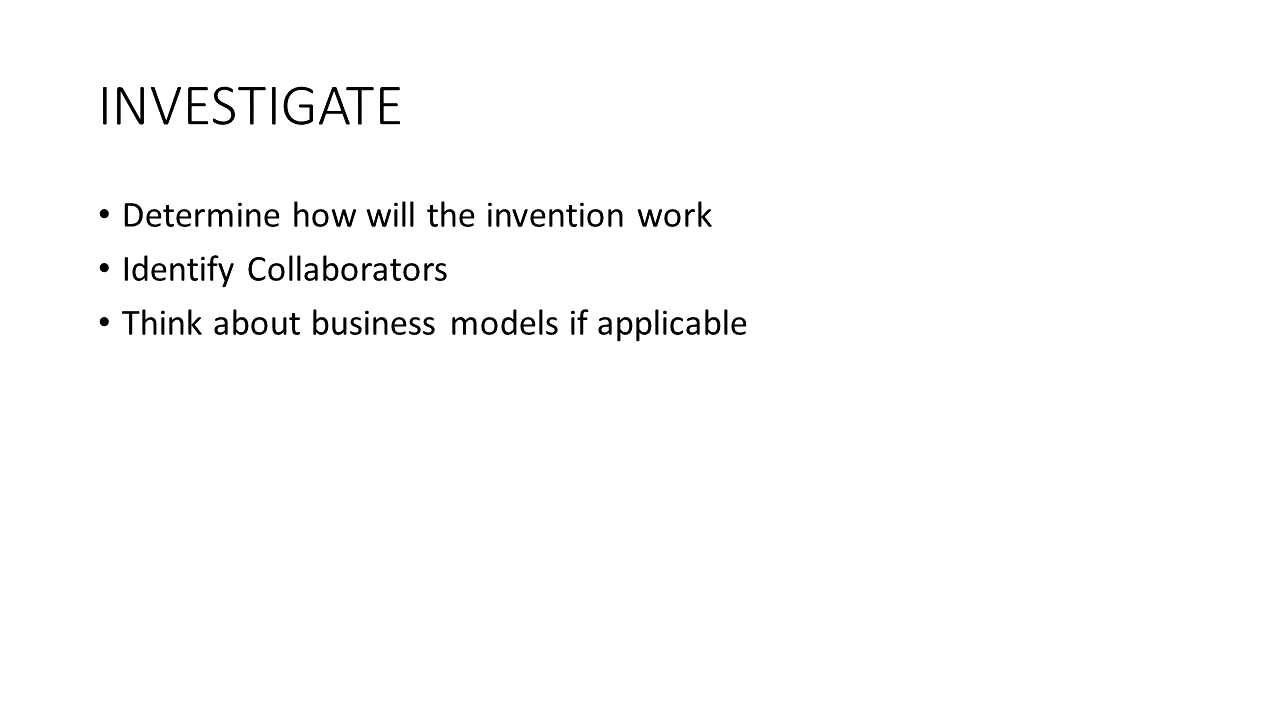 INVESTIGATE
• Determine how will the invention work
• Identify Collaborators
• Think about business models if applicable